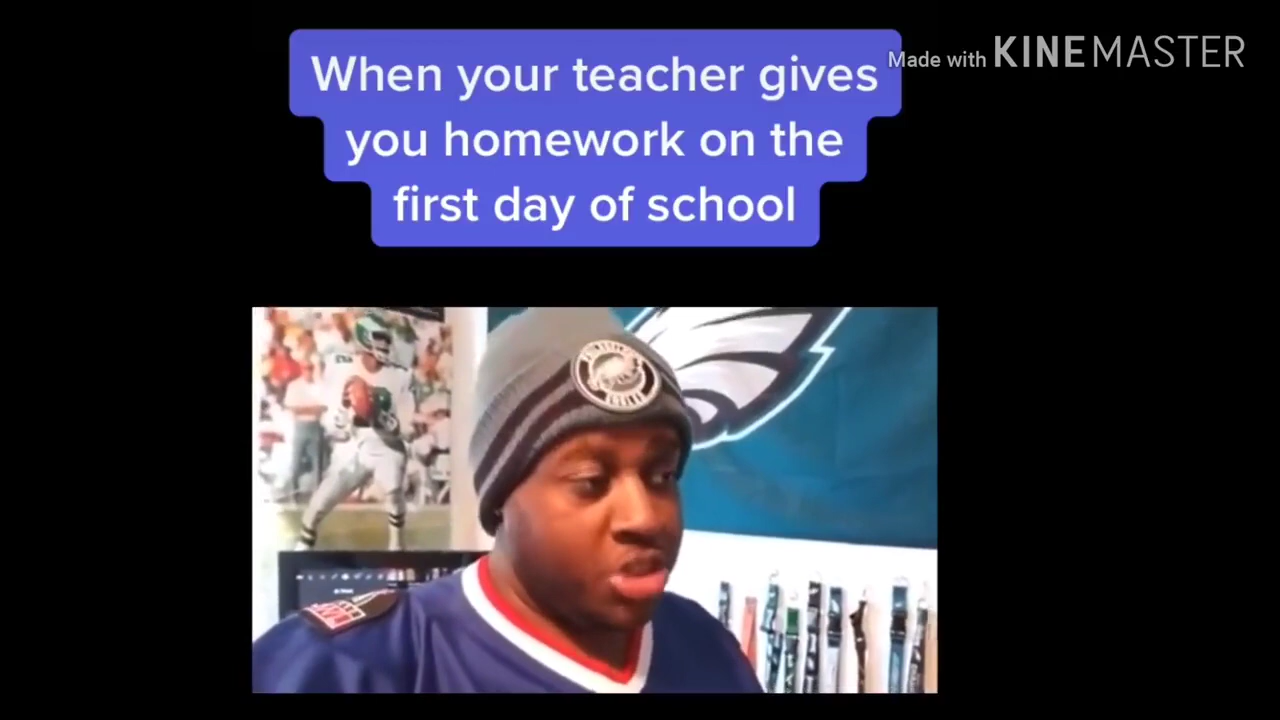 When your teacher gives
you homework on the
first day of school
Made with KINEMASTER